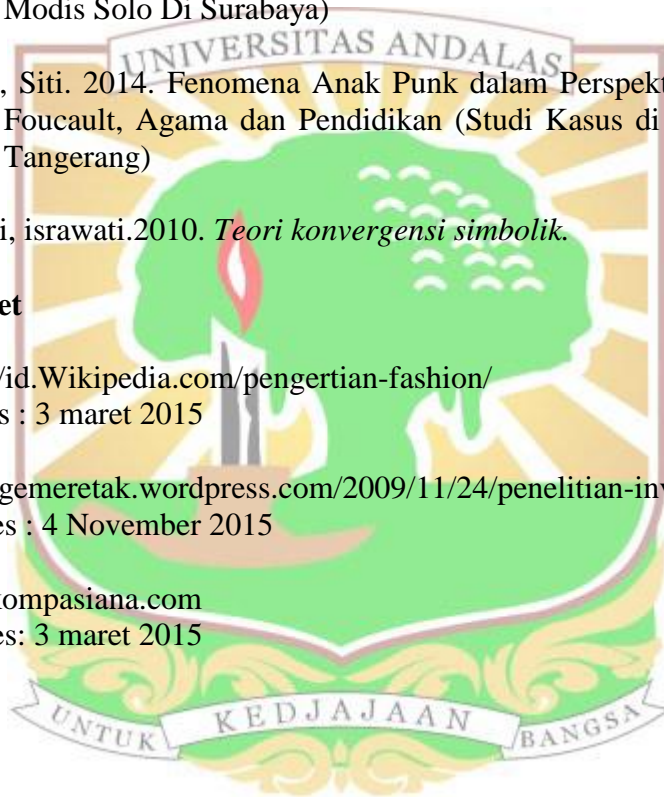 Modis Solo Di Surabaya)
UNIVERSITAS ANDALAS
, Siti. 2014. Fenomena Anak Punk dalam Perspekt
Foucault, Agama dan Pendidikan (Studi Kasus di
Tangerang)
i, israwati.2010. Teori konvergensi simbolik.
et
/id.Wikipedia.com/pengertian-fashion/
s : 3 maret 2015
gemeretak.wordpress.com/2009/11/24/penelitian-inv
es : 4 November 2015
kompasiana.com
es: 3 maret 2015
UNTUK KEDJAJAAN BANGSA